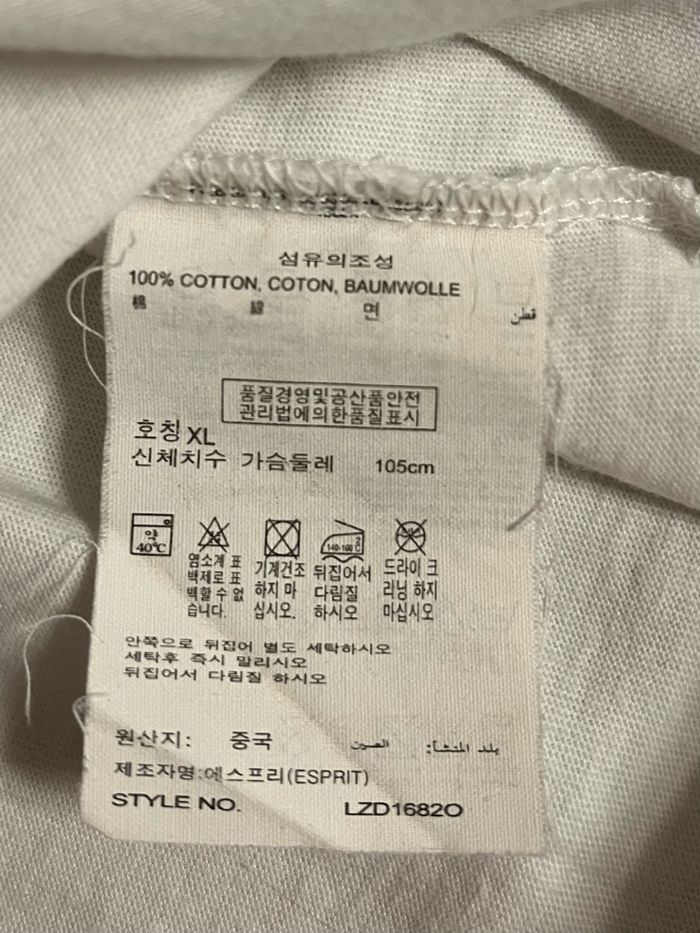 섬유의조성
100% COTTON, COTON, BAUMWOLLE
棉 綿 면 قطن
품질경영및공산품안전
관리법에의한품질표시
호칭 XL
신체치수 가슴둘레 105cm
약
40℃
염소계 표
백제로 표
백할 수 없
습니다.
기계건조
하지 마
십시오.
140-160℃
뒤집어서
다림질
하시오
드라이 크
리닝 하지
마십시오
안쪽으로 뒤집어 별도 세탁하시오
세탁후 즉시 말리시오
뒤집어서 다림질 하시오
원산지: 중국 بلد المنشأ: الصين
제조자명:에스프리(ESPRIT)
STYLE NO. LZD1682O